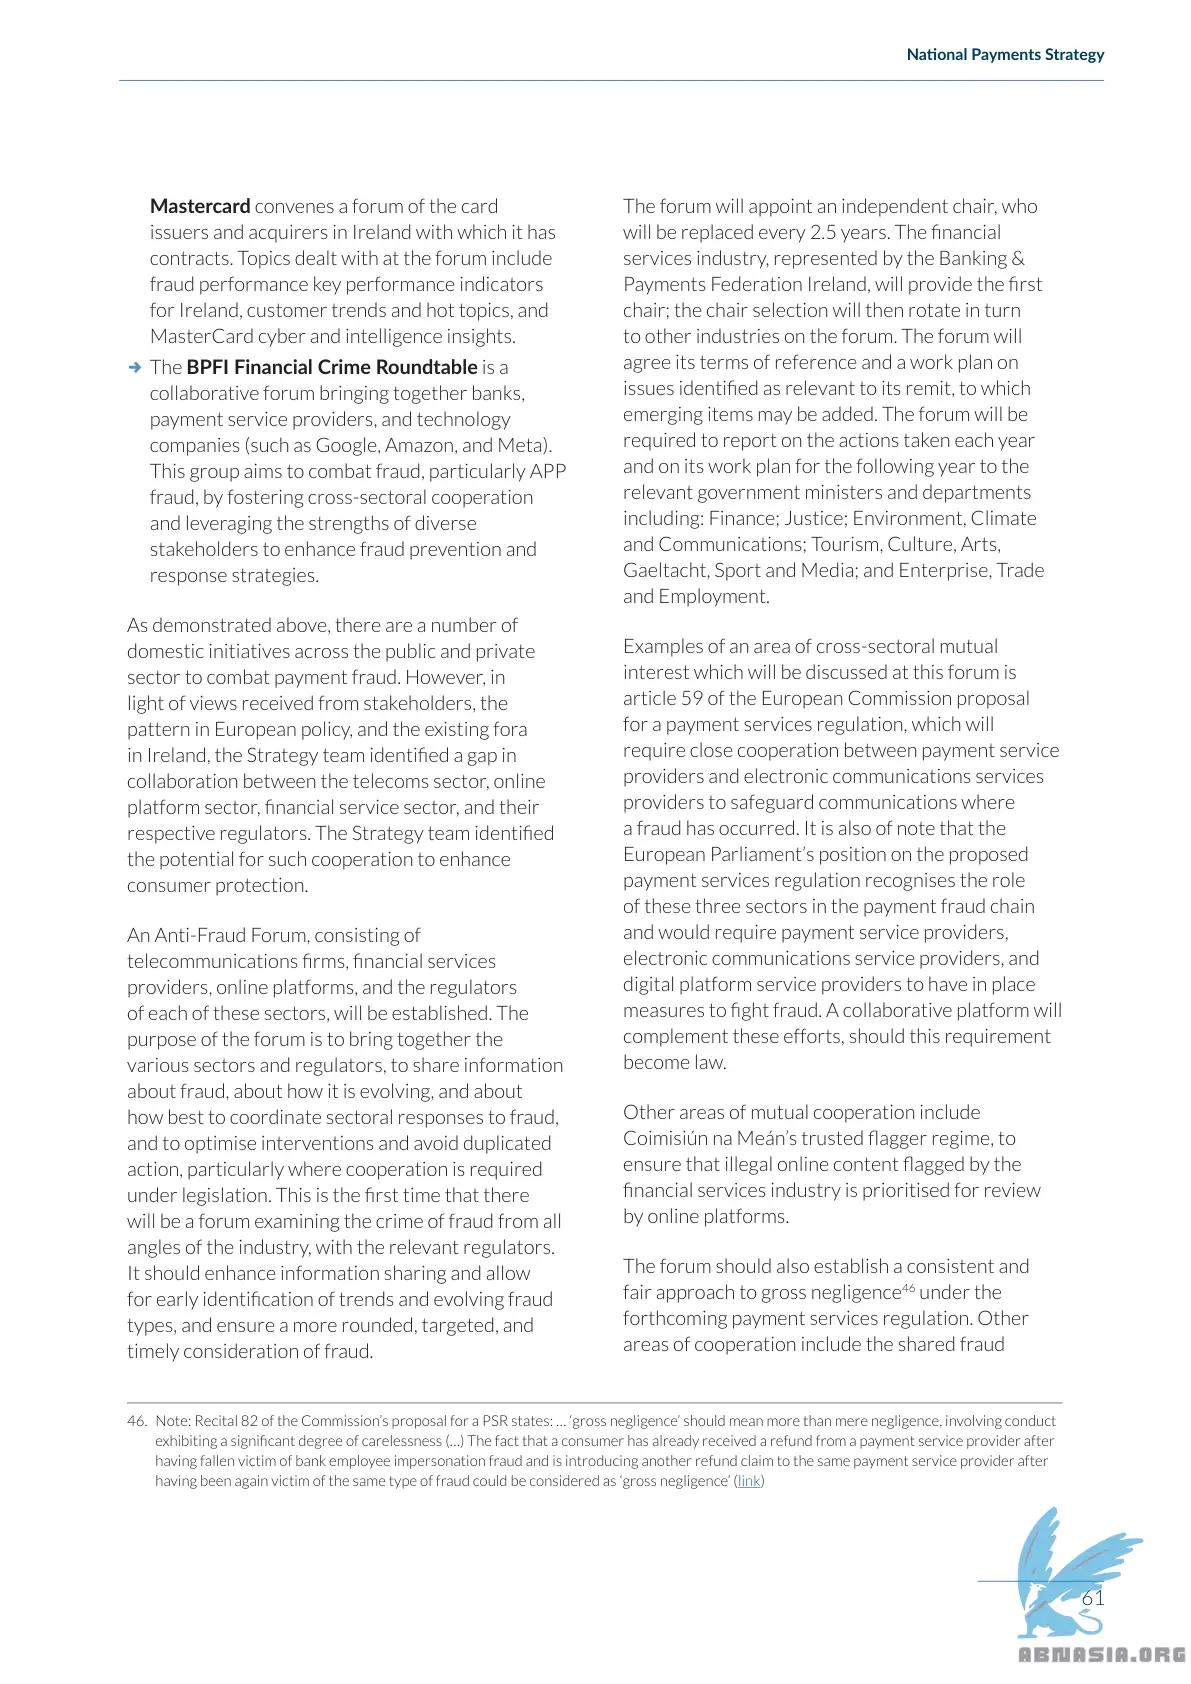 National Payments Strategy
Mastercard convenes a forum of the card
issuers and acquirers in Ireland with which it has
contracts. Topics dealt with at the forum include
fraud performance key performance indicators
for Ireland, customer trends and hot topics, and
MasterCard cyber and intelligence insights.
The BPFI Financial Crime Roundtable is a
collaborative forum bringing together banks,
payment service providers, and technology
companies (such as Google, Amazon, and Meta).
This group aims to combat fraud, particularly APP
fraud, by fostering cross-sectoral cooperation
and leveraging the strengths of diverse
stakeholders to enhance fraud prevention and
response strategies.
As demonstrated above, there are a number of
domestic initiatives across the public and private
sector to combat payment fraud. However, in
light of views received from stakeholders, the
pattern in European policy, and the existing fora
in Ireland, the Strategy team identified a gap in
collaboration between the telecoms sector, online
platform sector, financial service sector, and their
respective regulators. The Strategy team identified
the potential for such cooperation to enhance
consumer protection.
An Anti-Fraud Forum, consisting of
telecommunications firms, financial services
providers, online platforms, and the regulators
of each of these sectors, will be established. The
purpose of the forum is to bring together the
various sectors and regulators, to share information
about fraud, about how it is evolving, and about
how best to coordinate sectoral responses to fraud,
and to optimise interventions and avoid duplicated
action, particularly where cooperation is required
under legislation. This is the first time that there
will be a forum examining the crime of fraud from all
angles of the industry, with the relevant regulators.
It should enhance information sharing and allow
for early identification of trends and evolving fraud
types, and ensure a more rounded, targeted, and
timely consideration of fraud.
The forum will appoint an independent chair, who
will be replaced every 2.5 years. The financial
services industry, represented by the Banking &
Payments Federation Ireland, will provide the first
chair; the chair selection will then rotate in turn
to other industries on the forum. The forum will
agree its terms of reference and a work plan on
issues identified as relevant to its remit, to which
emerging items may be added. The forum will be
required to report on the actions taken each year
and on its work plan for the following year to the
relevant government ministers and departments
including: Finance; Justice; Environment, Climate
and Communications; Tourism, Culture, Arts,
Gaeltacht, Sport and Media; and Enterprise, Trade
and Employment.
Examples of an area of cross-sectoral mutual
interest which will be discussed at this forum is
article 59 of the European Commission proposal
for a payment services regulation, which will
require close cooperation between payment service
providers and electronic communications services
providers to safeguard communications where
a fraud has occurred. It is also of note that the
European Parliament’s position on the proposed
payment services regulation recognises the role
of these three sectors in the payment fraud chain
and would require payment service providers,
electronic communications service providers, and
digital platform service providers to have in place
measures to fight fraud. A collaborative platform will
complement these efforts, should this requirement
become law.
Other areas of mutual cooperation include
Coimisiún na Meán’s trusted flagger regime, to
ensure that illegal online content flagged by the
financial services industry is prioritised for review
by online platforms.
The forum should also establish a consistent and
fair approach to gross negligence46 under the
forthcoming payment services regulation. Other
areas of cooperation include the shared fraud
46. Note: Recital 82 of the Commission’s proposal for a PSR states: ... ‘gross negligence’ should mean more than mere negligence, involving conduct
exhibiting a significant degree of carelessness (...) The fact that a consumer has already received a refund from a payment service provider after
having fallen victim of bank employee impersonation fraud and is introducing another refund claim to the same payment service provider after
having been again victim of the same type of fraud could be considered as ‘gross negligence’ (link)
61
ABNASIA.ORG